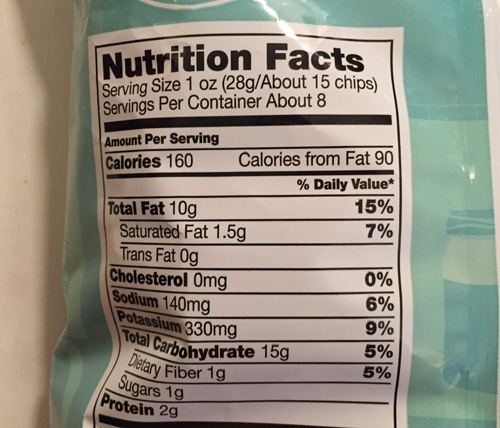 Nutrition Facts
Serving Size 1 oz (28g/About 15 chips)
Servings Per Container About 8
Amount Per Serving
Calories 160 Calories from Fat 90
% Daily Value*
Total Fat 10g 15%
Saturated Fat 1.5g 7%
Trans Fat 0g
Cholesterol 0mg 0%
Sodium 140mg 6%
Potassium 330mg 9%
Total Carbohydrate 15g 5%
Dietary Fiber 1g 5%
Sugars 1g
Protein 2g